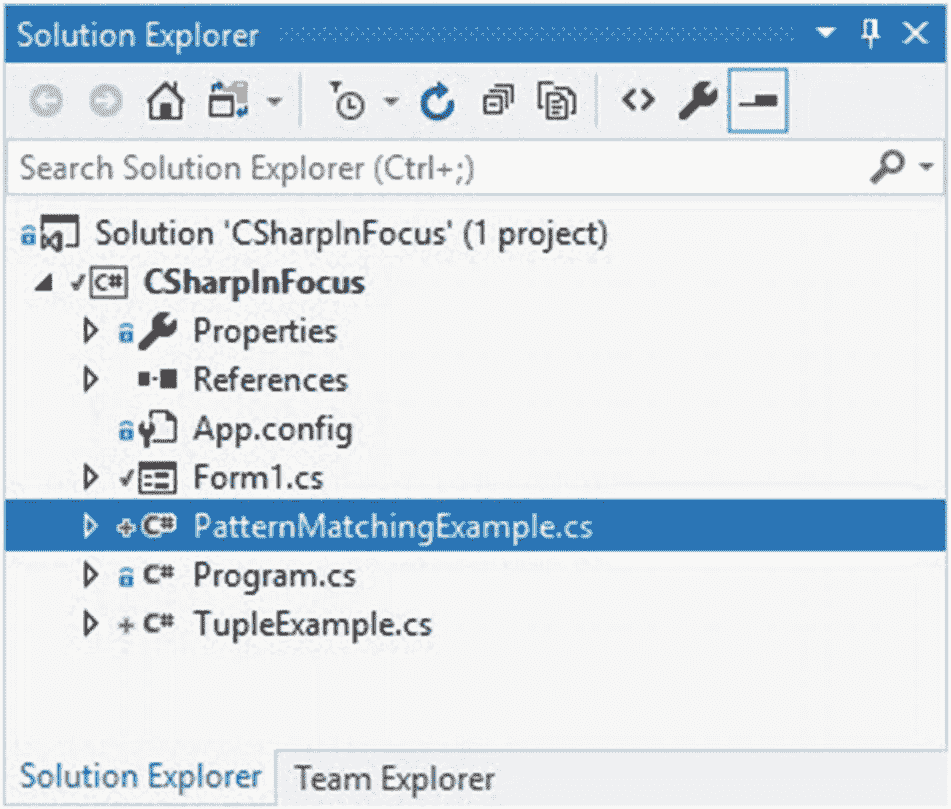 Solution Explorer
Search Solution Explorer (Ctrl+;)
Solution 'CSharpInFocus' (1 project)
C# CSharpInFocus
Properties
References
App.config
Form1.cs
C# PatternMatchingExample.cs
C# Program.cs
C# TupleExample.cs
Solution Explorer Team Explorer